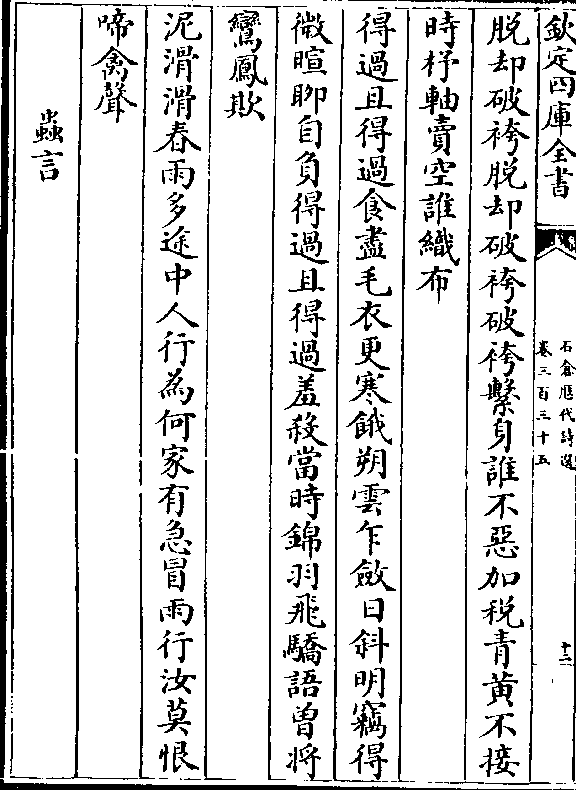 欽定四庫全書
石倉歴代詩選
卷三百三十五
十二
脱却破袴脱却破袴破袴繫身誰不惡加税青黄不接
時杼軸賣空誰織布
得過且得過食盡毛衣更寒餓朔雲乍斂日斜明竊得
微暄聊自負得過且得過羞殺當時錦羽飛驕語曽將
鸞鳳欺
泥滑滑春雨多途中人行為何家有急冒雨行汝莫恨
啼禽聲
蟲言